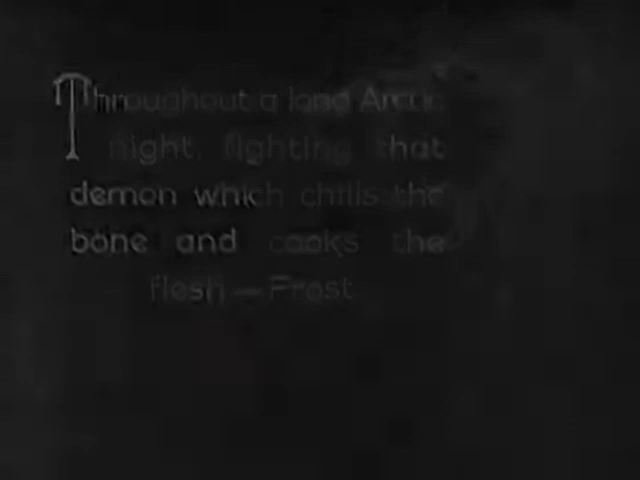 Throughout a long Arctic
night, fighting that
demon which chills the
bone and cooks the
flesh — Frost